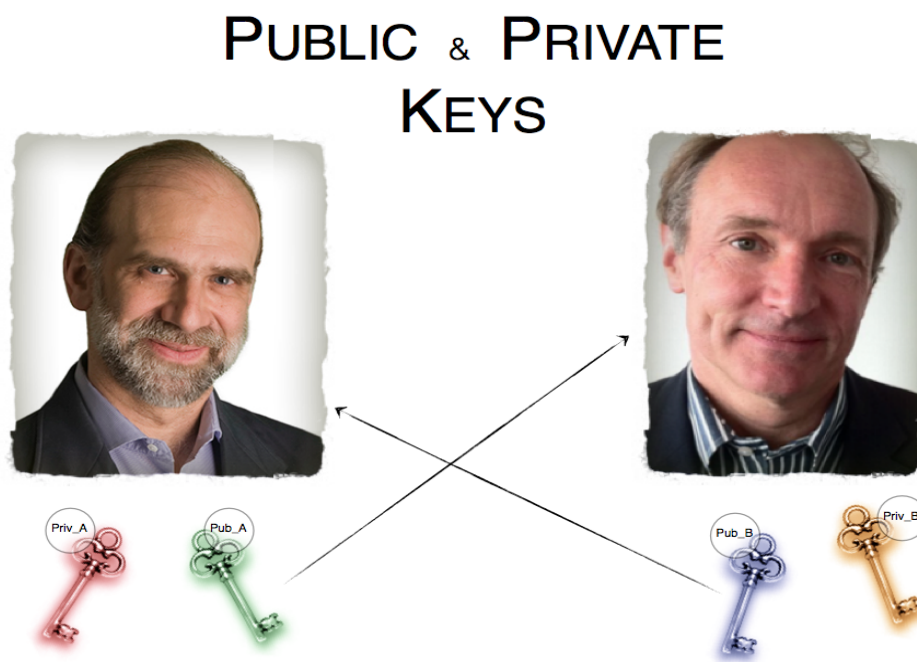 PUBLIC & PRIVATE
KEYS
Priv_A
Pub_A
Pub_B
Priv_B